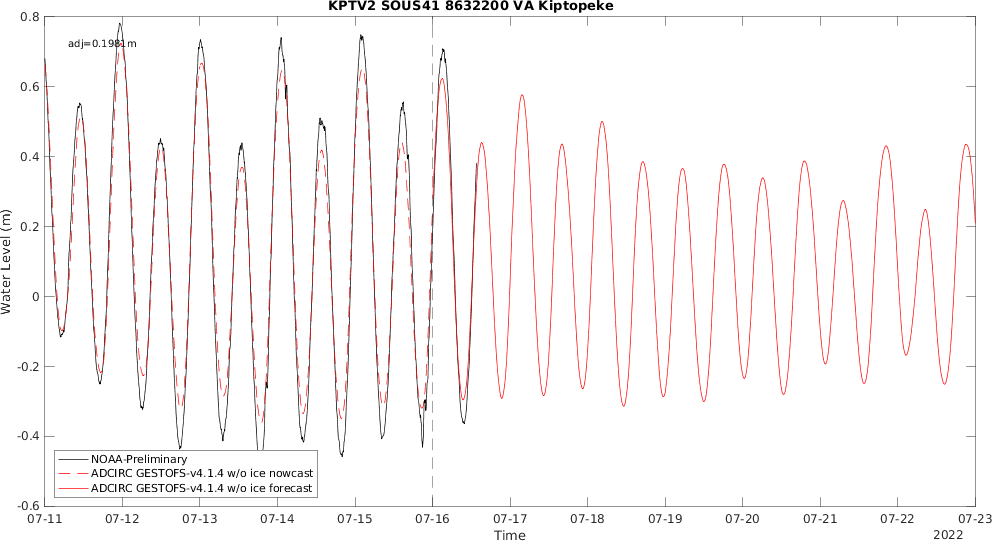 KPTV2 SOUS41 8632200 VA Kiptopeke
adj=0.1981m
0.8
0.6
0.4
0.2
0
-0.2
-0.4
-0.6
Water Level (m)
NOAA-Preliminary
ADCIRC GESTOFS-v4.1.4 w/o ice nowcast
ADCIRC GESTOFS-v4.1.4 w/o ice forecast
07-11 07-12 07-13 07-14 07-15 07-16 07-17 07-18 07-19 07-20 07-21 07-22 07-23
Time
2022